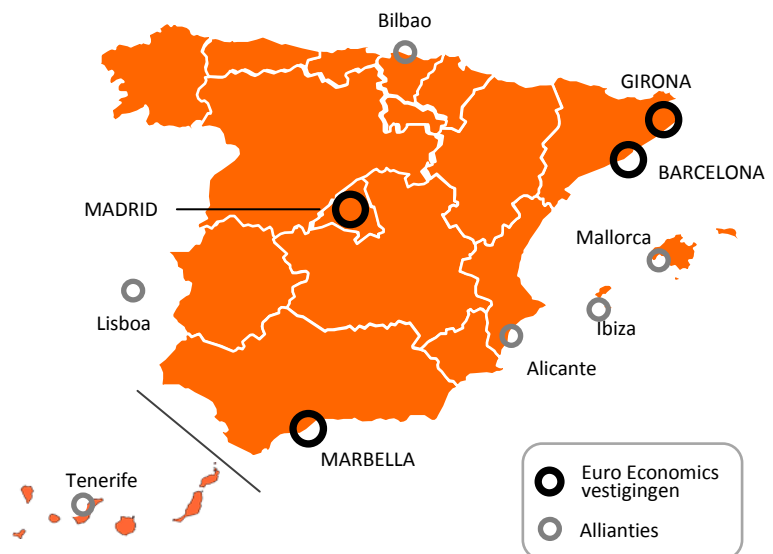 Bilbao
GIRONA
BARCELONA
MADRID
Mallorca
Lisboa
Ibiza
Alicante
MARBELLA
Tenerife
Euro Economics
vestigingen
Allianties